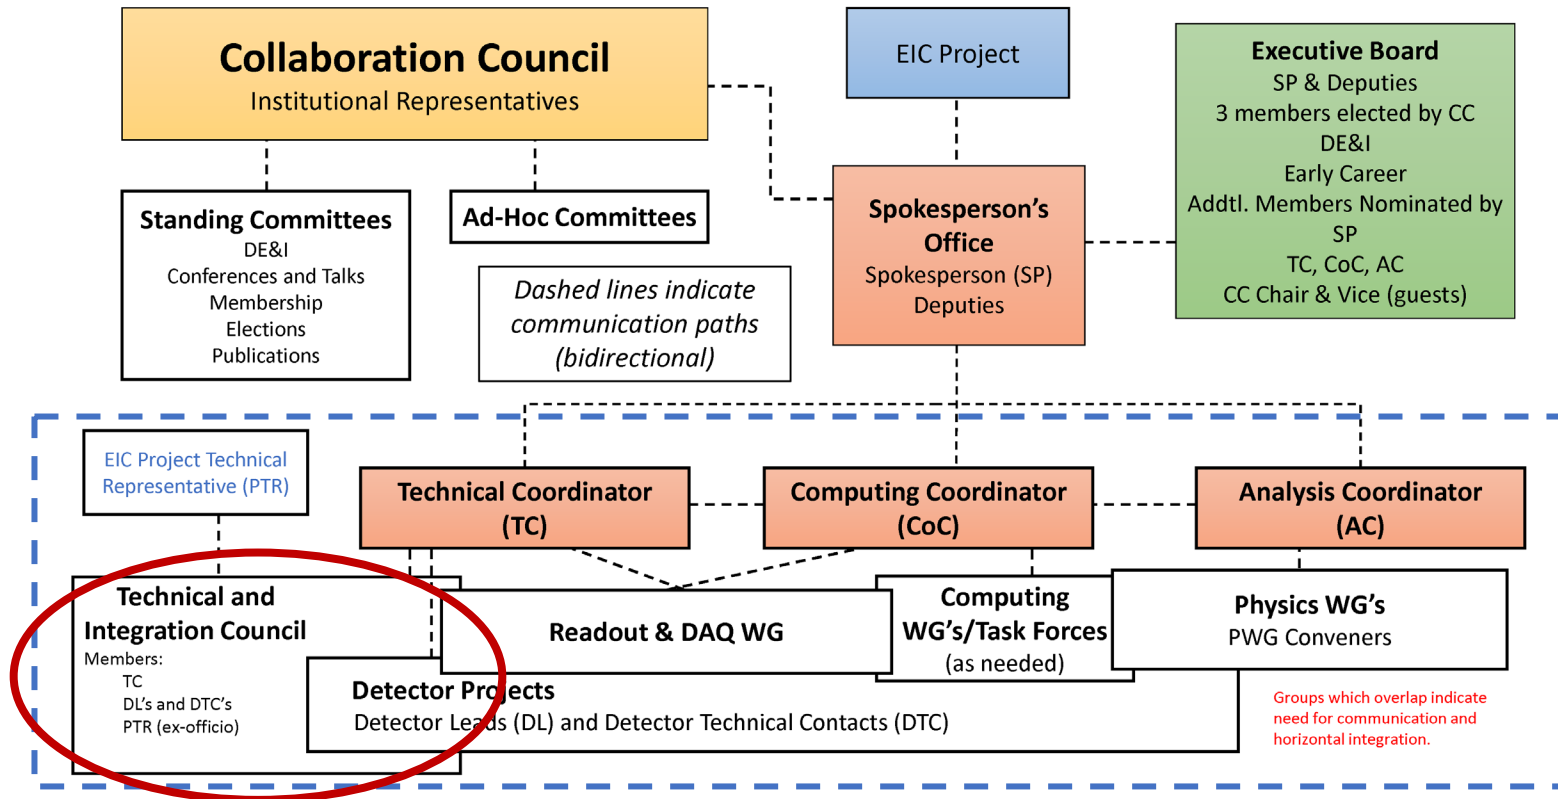 Collaboration Council
Institutional Representatives
EIC Project
Executive Board
SP & Deputies
3 members elected by CC
DE&I
Early Career
Addtl. Members Nominated by
SP
TC, CoC, AC
CC Chair & Vice (guests)
Standing Committees
DE&I
Conferences and Talks
Membership
Elections
Publications
Ad-Hoc Committees
Dashed lines indicate
communication paths
(bidirectional)
Spokesperson's
Office
Spokesperson (SP)
Deputies
EIC Project Technical
Representative (PTR)
Technical Coordinator
(TC)
Computing Coordinator
(CoC)
Analysis Coordinator
(AC)
Technical and
Integration Council
Members:
TC
DL's and DTC's
PTR (ex-officio)
Readout & DAQ WG
Computing
WG's/Task Forces
(as needed)
Physics WG's
PWG Conveners
Detector Projects
Detector Leads (DL) and Detector Technical Contacts (DTC)
Groups which overlap indicate
need for communication and
horizontal integration.